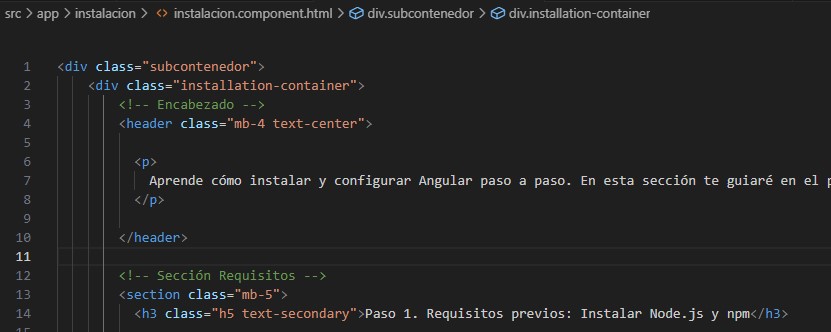 src > app > instalacion > <> instalacion.component.html > div.subcontenedor > div.installation-container
1 <div class="subcontenedor">
2 <div class="installation-container">
3 <!-- Encabezado -->
4 <header class="mb-4 text-center">
5
6 <p>
7 Aprende cómo instalar y configurar Angular paso a paso. En esta sección te guiaré en el p
8 </p>
9
10 </header>
11
12 <!-- Sección Requisitos -->
13 <section class="mb-5">
14 <h3 class="h5 text-secondary">Paso 1. Requisitos previos: Instalar Node.js y npm</h3>